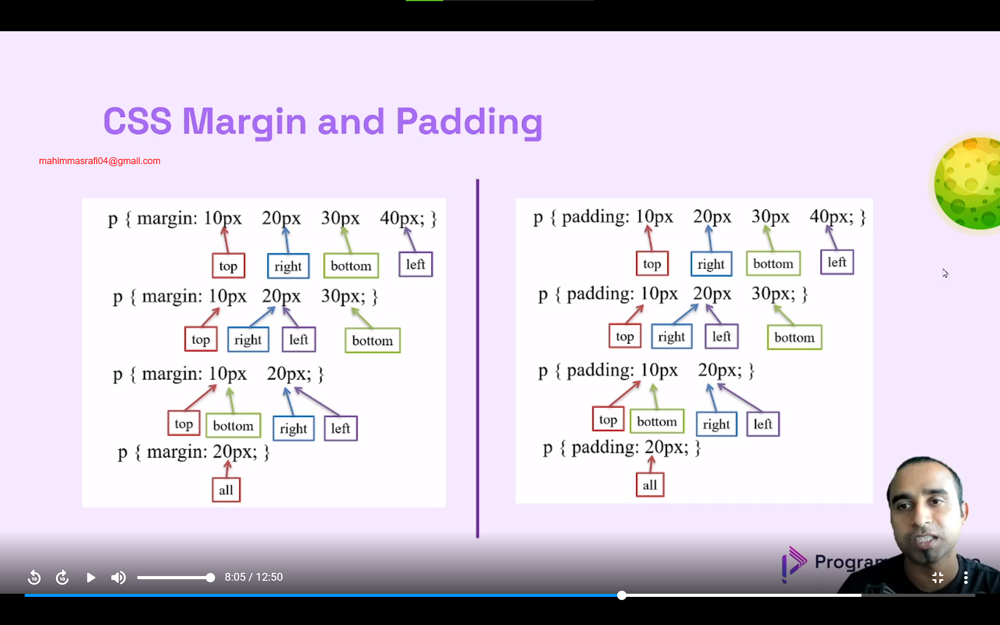 CSS Margin and Padding
mahimmasrafi04@gmail.com
p { margin: 10px 20px 30px 40px; }
top right bottom left
p { margin: 10px 20px 30px; }
top right left bottom
p { margin: 10px 20px; }
top bottom right left
p { margin: 20px; }
all
p { padding: 10px 20px 30px 40px; }
top right bottom left
p { padding: 10px 20px 30px; }
top right left bottom
p { padding: 10px 20px; }
top bottom right left
p { padding: 20px; }
all
10 10 8:05 / 12:50